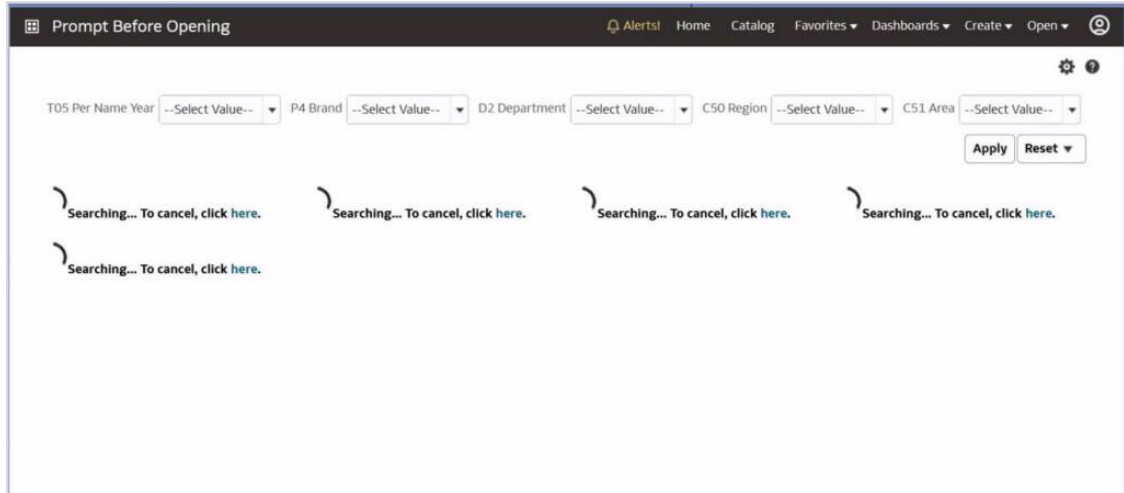 Prompt Before Opening Alerts! Home Catalog Favorites Dashboards Create Open
T05 Per Name Year --Select Value-- P4 Brand --Select Value-- D2 Department --Select Value-- C50 Region --Select Value-- C51 Area --Select Value--
Apply Reset
Searching... To cancel, click here. Searching... To cancel, click here. Searching... To cancel, click here. Searching... To cancel, click here.
Searching... To cancel, click here.